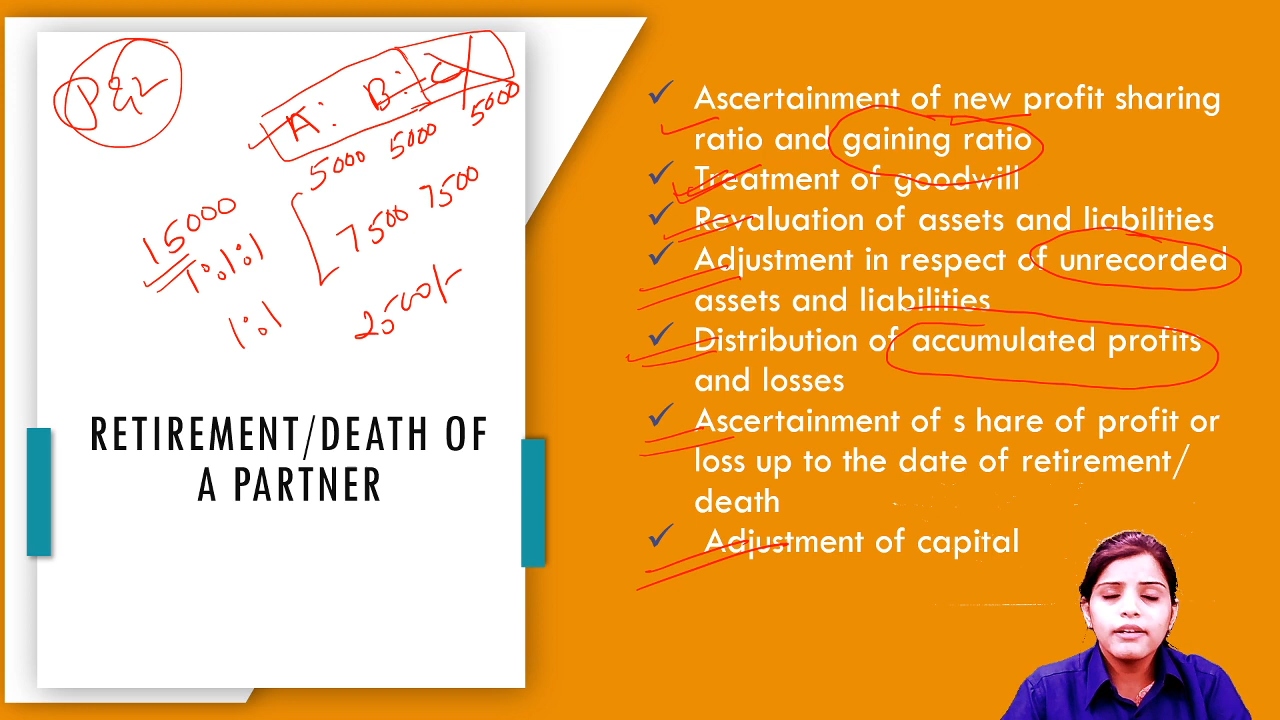 A: B: C
5000 5000 5000
15000
1:1:1
7500 7500
1:1
2500/-
RETIREMENT/DEATH OF
A PARTNER
Ascertainment of new profit sharing
ratio and gaining ratio
Treatment of goodwill
Revaluation of assets and liabilities
Adjustment in respect of unrecorded
assets and liabilities
Distribution of accumulated profits
and losses
Ascertainment of s hare of profit or
loss up to the date of retirement/
death
Adjustment of capital